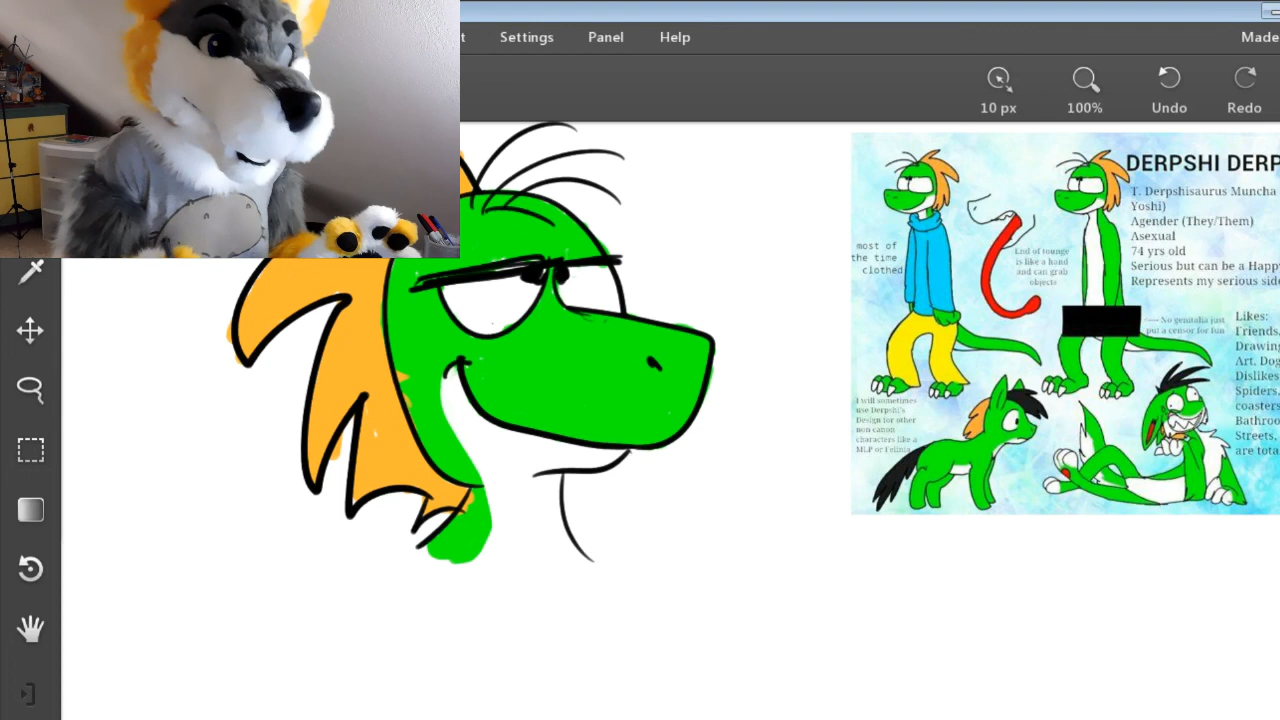 t Settings Panel Help Made
10 px 100% Undo Redo
DERPSHI DERP
T. Derpshisaurus Muncha
Yoshi)
Agender (They/Them)
Asexual
74 yrs old
Serious but can be a Happy
Represents my serious side
most of
the time
clothed
End of tounge
is like a hand
and can grab
objects
No genitalia just
put a censor for fun
Likes:
Friends,
Drawing
Art, Dog
Dislikes
Spiders,
coasters
Bathroo
Streets,
are tota
I will sometimes
use Derpshi's
Design for other
non canon
characters like a
MLP or Felinia